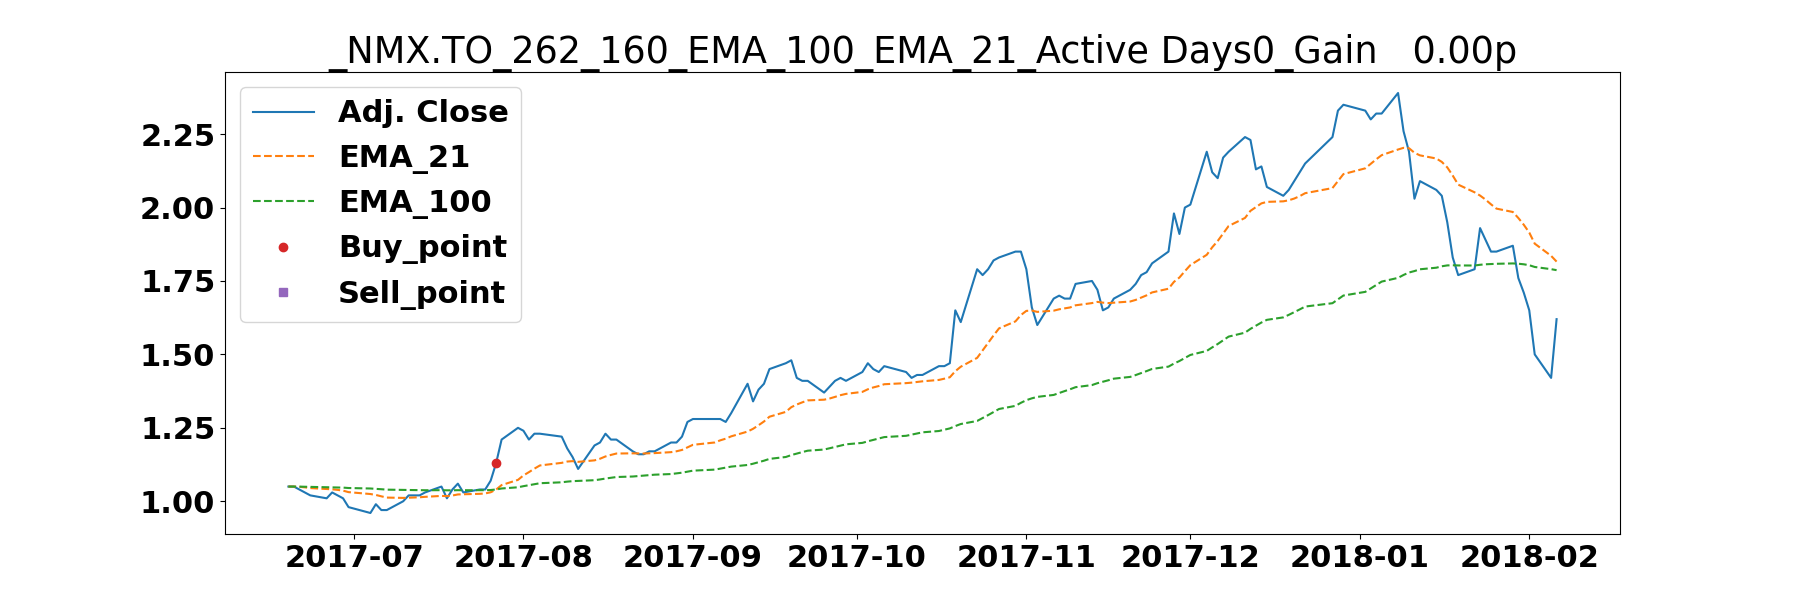 _NMX.TO_262_160_EMA_100_EMA_21_Active Days0_Gain   0.00p
Adj. Close
EMA_21
EMA_100
Buy_point
Sell_point
2.25
2.00
1.75
1.50
1.25
1.00
2017-07 2017-08 2017-09 2017-10 2017-11 2017-12 2018-01 2018-02